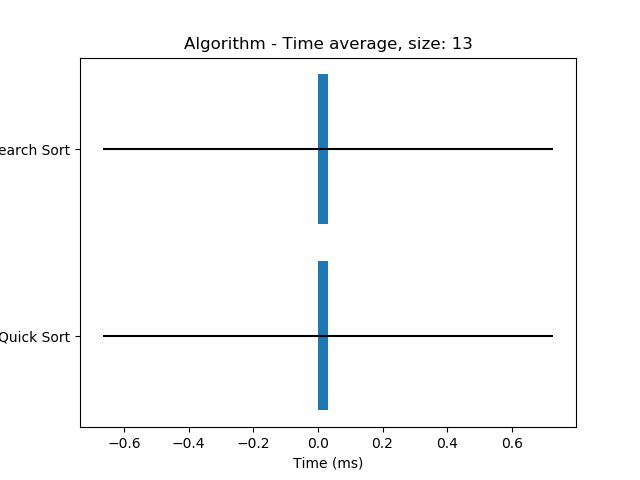 Algorithm - Time average, size: 13
earch Sort
Quick Sort
−0.6 −0.4 −0.2 0.0 0.2 0.4 0.6
Time (ms)